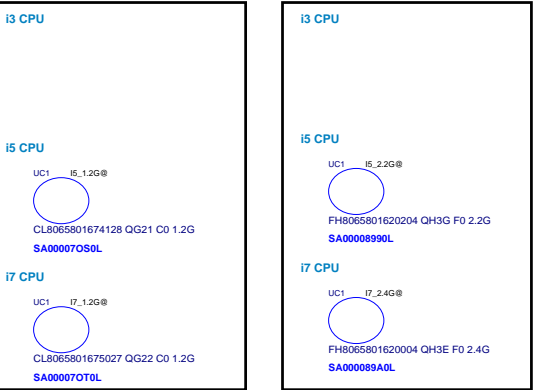 i3 CPU
i5 CPU
UC1 I5_1.2G@
CL8065801674128 QG21 C0 1.2G
SA00007OS0L
i7 CPU
UC1 I7_1.2G@
CL8065801675027 QG22 C0 1.2G
SA00007OT0L
i3 CPU
i5 CPU
UC1 I5_2.2G@
FH8065801620204 QH3G F0 2.2G
SA00008990L
i7 CPU
UC1 I7_2.4G@
FH8065801620004 QH3E F0 2.4G
SA000089A0L